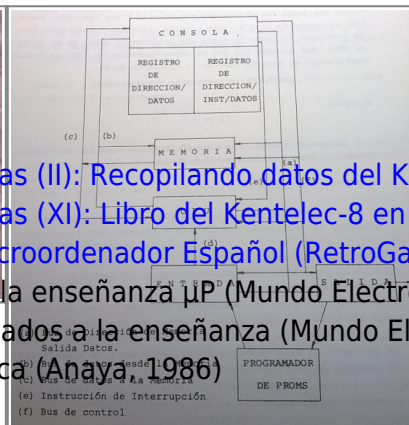 CONSOLA
REGISTRO
DE
DIRECCION/
DATOS
REGISTRO
DE
DIRECCION/
INST/DATOS
(c)
(b)
MEMORIA
(a)
as (II): Recopilando datos del K
(e)
as (XI): Libro del Kentelec-8 en
(d)
croordenador Español (RetroGa
ENTRADA
SALIDA
la enseñanza µP (Mundo Electr
ados a la enseñanza (Mundo El
Salida Datos.
ca (Anaya, 1986)
(c) Bus de datos a la Memoria
(e) Instrucción de Interrupción
(f) Bus de control
PROGRAMADOR
DE PROMS